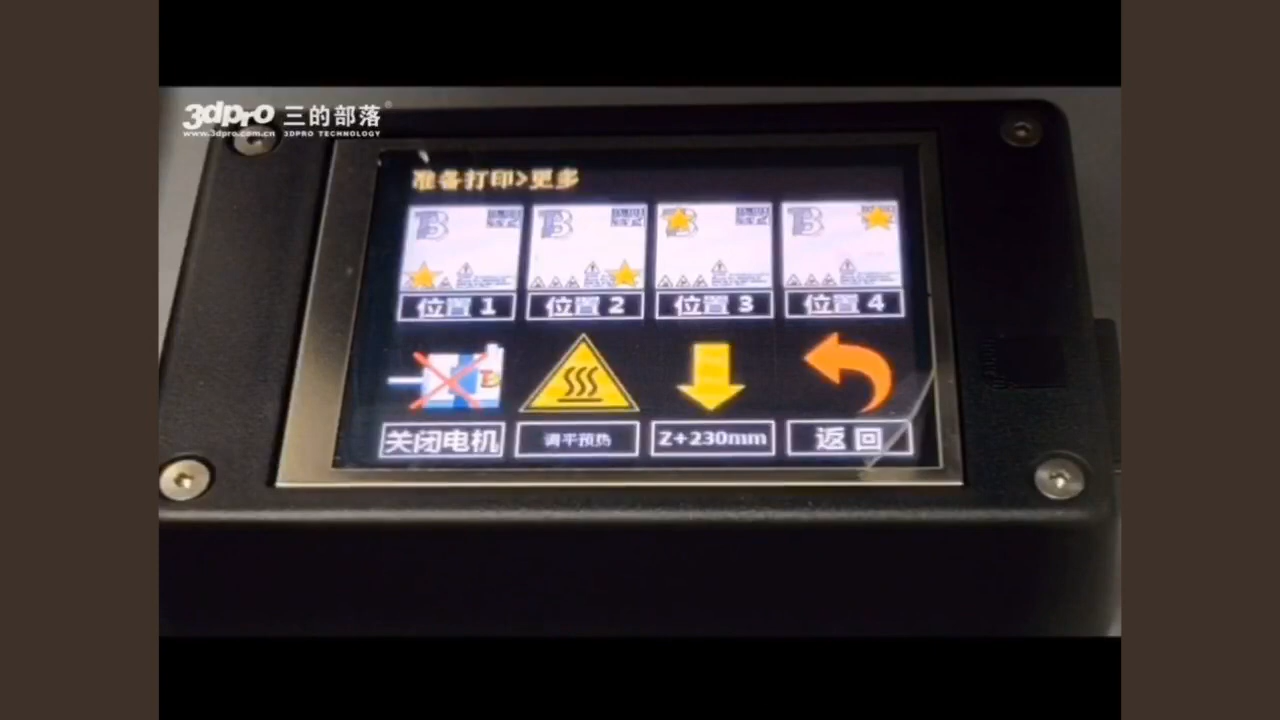 3dpro 三的部落®
www.3dpro.com.cn 3DPRO TECHNOLOGY
准备打印>更多
位置 1
位置 2
位置 3
位置 4
关闭电机
调平预热
Z+230mm
返回